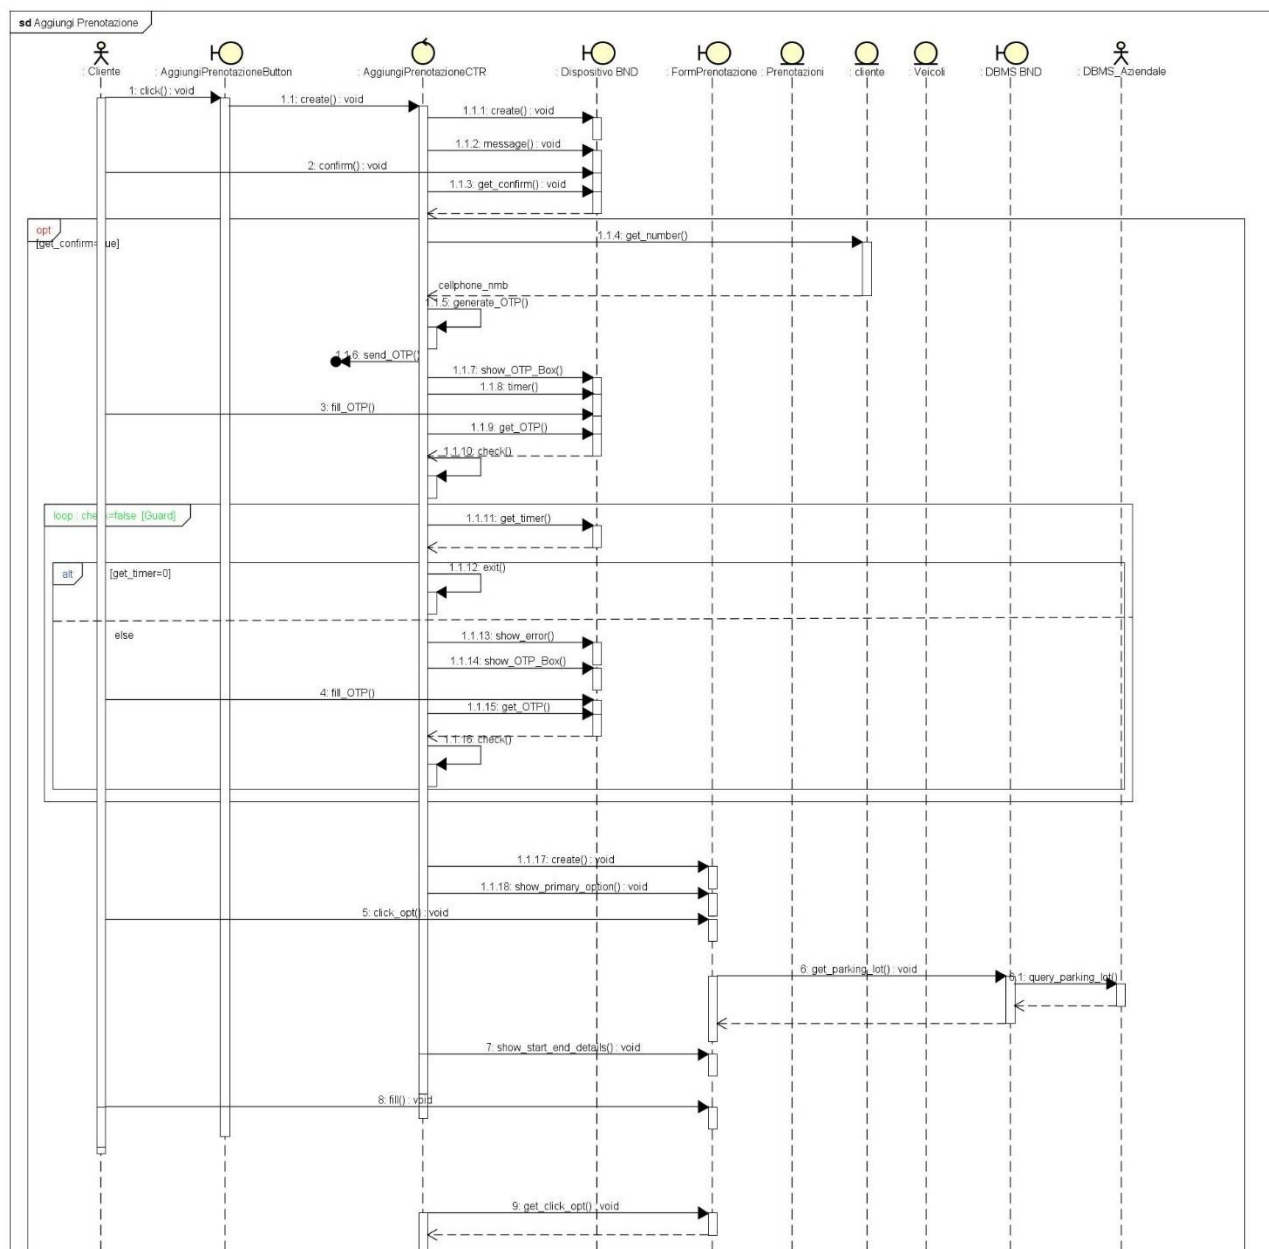 sd Aggiungi Prenotazione
: Cliente
: AggiungiPrenotazioneButton
: AggiungiPrenotazioneCTR
: Dispositivo BND
: FormPrenotazione
: Prenotazioni
: cliente
: Veicoli
: DBMS BND
: DBMS_Aziendale
1: click() : void
1.1: create() : void
1.1.1: create() : void
1.1.2: message() : void
2: confirm() : void
1.1.3: get_confirm() : void
opt
1.1.4: get_number()
cellphone_nmb
1.1.5: generate_OTP()
1.1.6: send_OTP()
1.1.7: show_OTP_Box()
1.1.8: timer()
3: fill_OTP()
1.1.9: get_OTP()
1.1.10: check()
loop : check=false [Guard]
1.1.11: get_timer()
alt
[get_timer=0]
1.1.12: exit()
else
1.1.13: show_error()
1.1.14: show_OTP_Box()
4: fill_OTP()
1.1.15: get_OTP()
1.1.16: check()
1.1.17: create() : void
1.1.18: show_primary_option() : void
5: click_opt() : void
6: get_parking_lot() : void
6.1: query_parking_lot()
7: show_start_end_details() : void
8: fill() : void
9: get_click_opt() : void